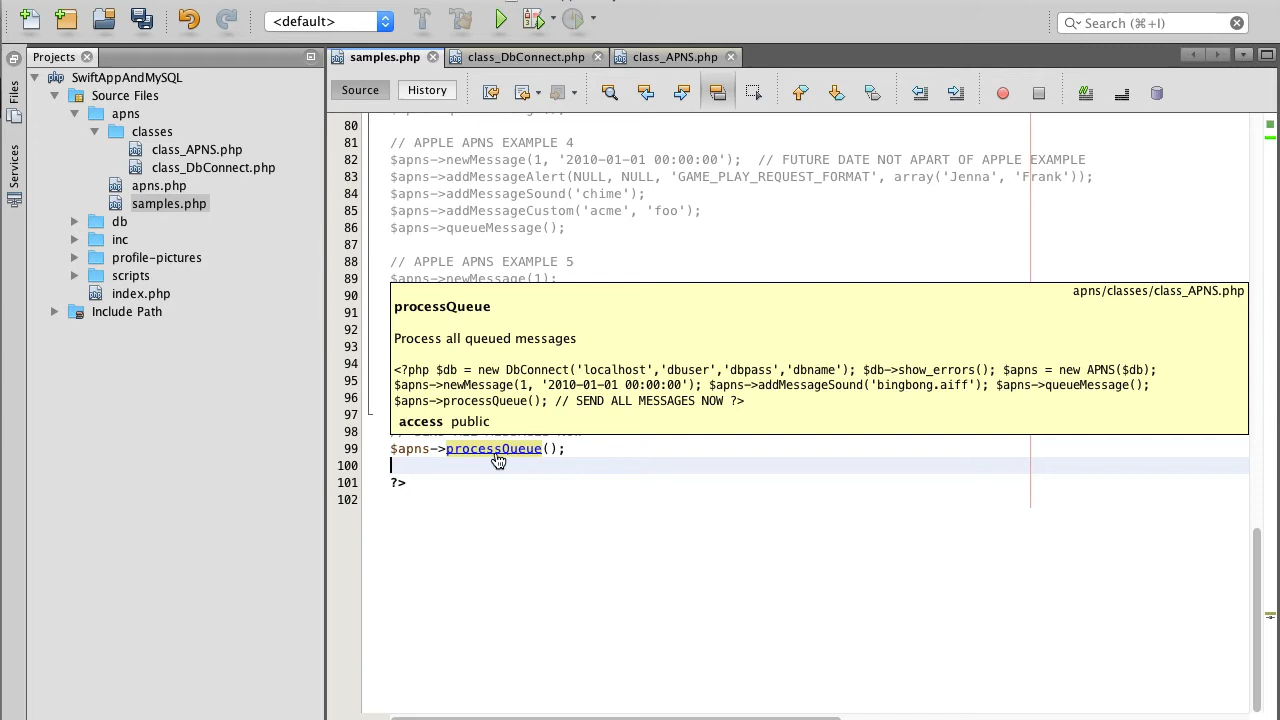 <default>
Search (⌘+I)
Projects
samples.php
class_DbConnect.php
class_APNS.php
Files
Services
SwiftAppAndMySQL
Source Files
apns
classes
class_APNS.php
class_DbConnect.php
apns.php
samples.php
db
inc
profile-pictures
scripts
index.php
Include Path
Source
History
80
81 // APPLE APNS EXAMPLE 4
82 $apns->newMessage(1, '2010-01-01 00:00:00');  // FUTURE DATE NOT APART OF APPLE EXAMPLE
83 $apns->addMessageAlert(NULL, NULL, 'GAME_PLAY_REQUEST_FORMAT', array('Jenna', 'Frank'));
84 $apns->addMessageSound('chime');
85 $apns->addMessageCustom('acme', 'foo');
86 $apns->queueMessage();
87
88 // APPLE APNS EXAMPLE 5
89 $apns->newMessage(1);
90
91
92
93
94
95
96
97
98
apns/classes/class_APNS.php
processQueue
Process all queued messages
<?php $db = new DbConnect('localhost','dbuser','dbpass','dbname'); $db->show_errors(); $apns = new APNS($db);
$apns->newMessage(1, '2010-01-01 00:00:00'); $apns->addMessageSound('bingbong.aiff'); $apns->queueMessage();
$apns->processQueue(); // SEND ALL MESSAGES NOW ?>
access public
99 $apns->processQueue();
100
101 ?>
102